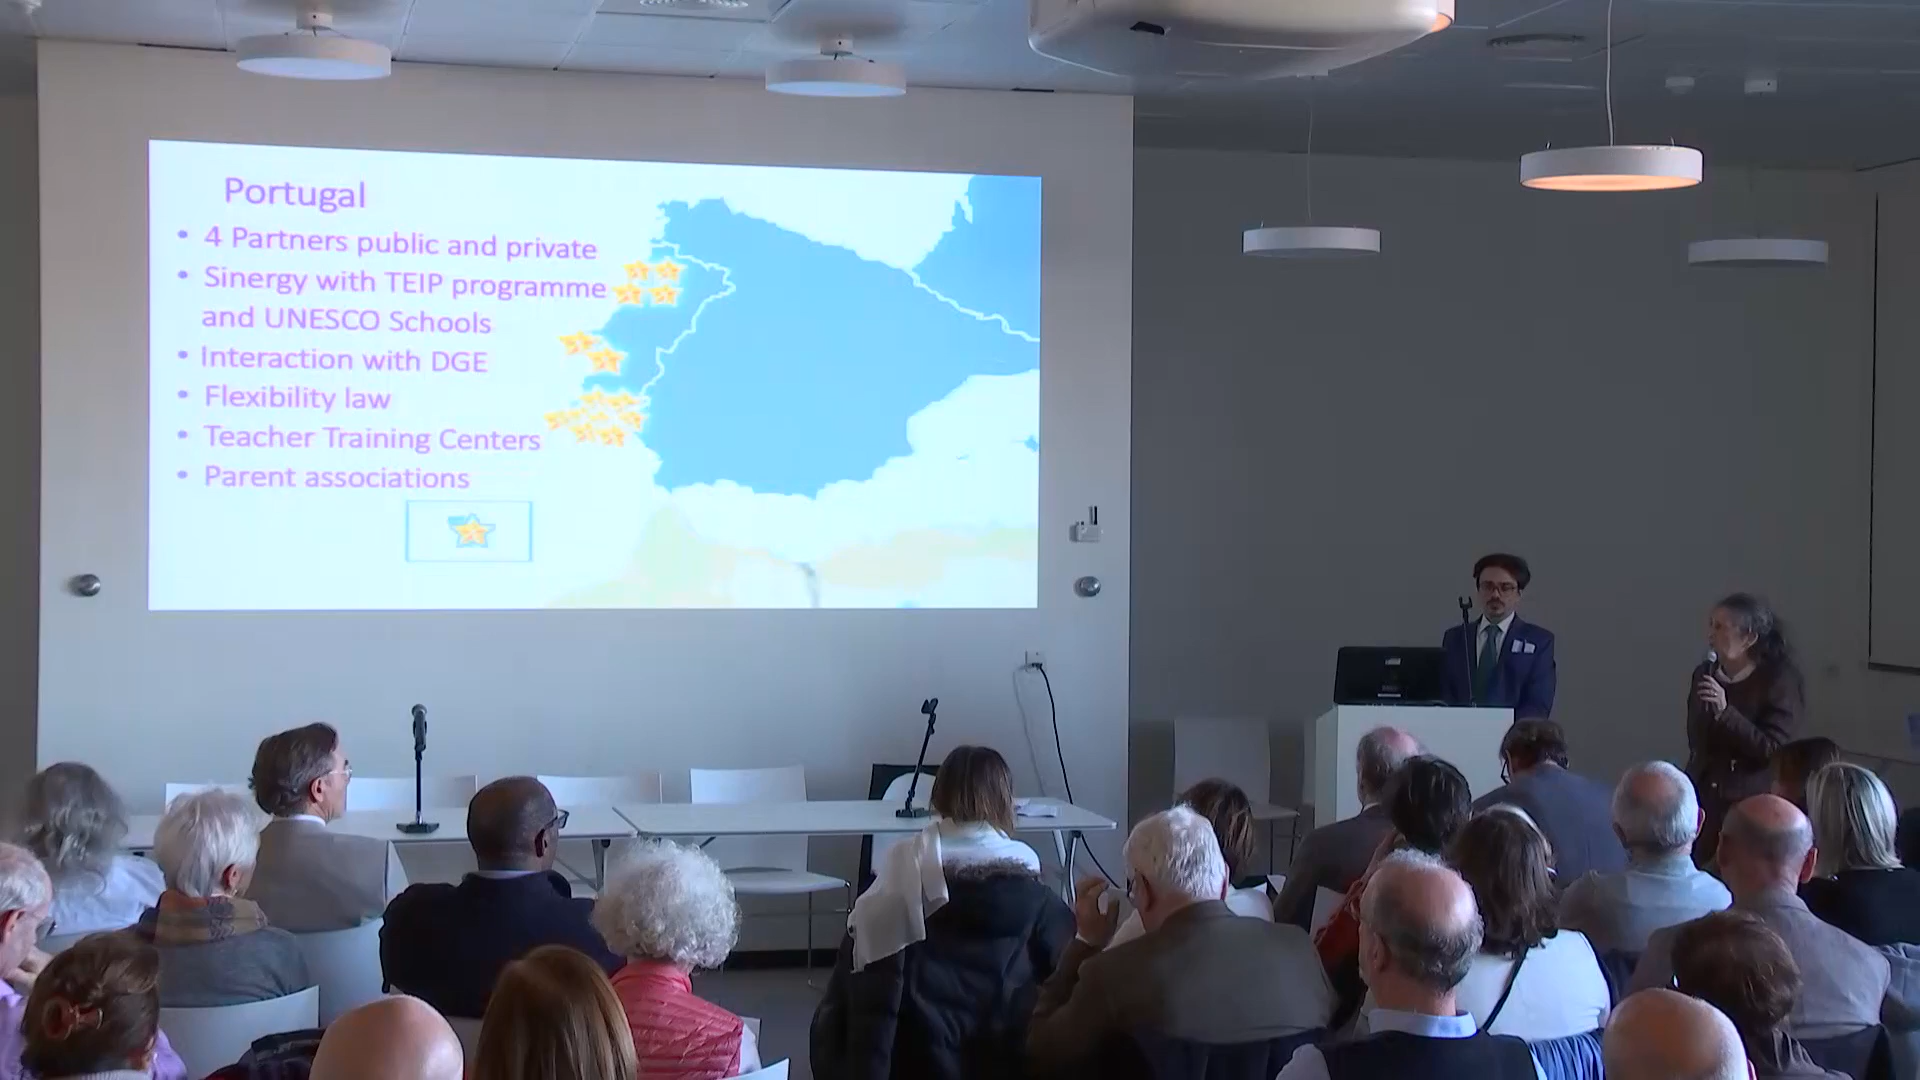 Portugal
• 4 Partners public and private
• Sinergy with TEIP programme
and UNESCO Schools
• Interaction with DGE
• Flexibility law
• Teacher Training Centers
• Parent associations